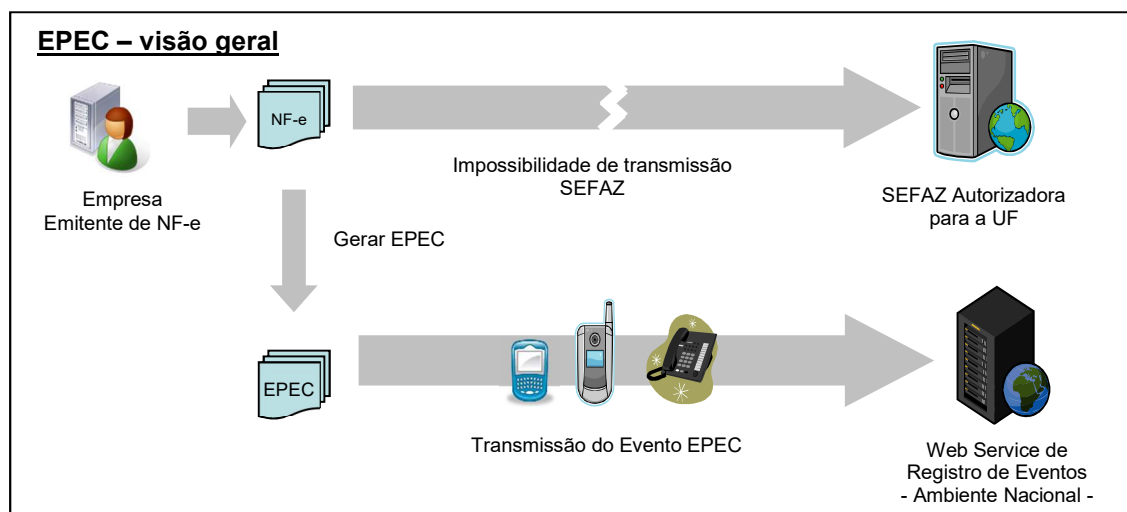 EPEC – visão geral
NF-e
Impossibilidade de transmissão
SEFAZ
Empresa
Emitente de NF-e
SEFAZ Autorizadora
para a UF
Gerar EPEC
EPEC
Transmissão do Evento EPEC
Web Service de
Registro de Eventos
- Ambiente Nacional -